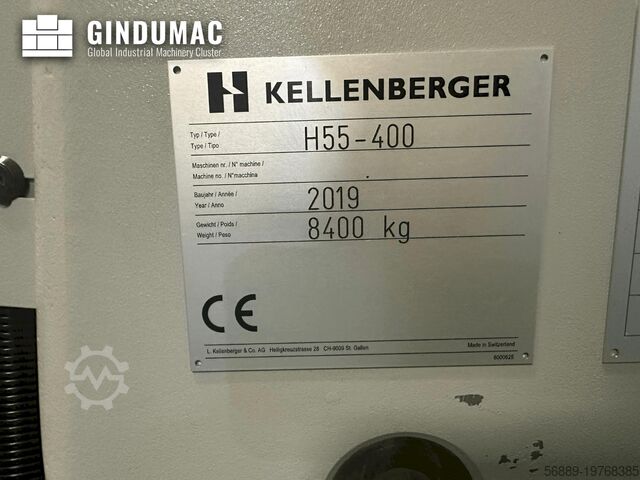 GINDUMAC
Global Industrial Machinery Cluster
KELLENBERGER
Typ / Type /
Type / Tipo
H55-400
Maschinen nr. / N° machine /
Machine no. / N° macchina
Baujahr / Année /
Year / Anno
2019
Gewicht / Poids /
Weight / Peso
8400 kg
CE
L. Kellenberger & Co. AG Heiligkreuzstrasse 28 CH-9009 St. Gallen
Made in Switzerland
56889-19768385